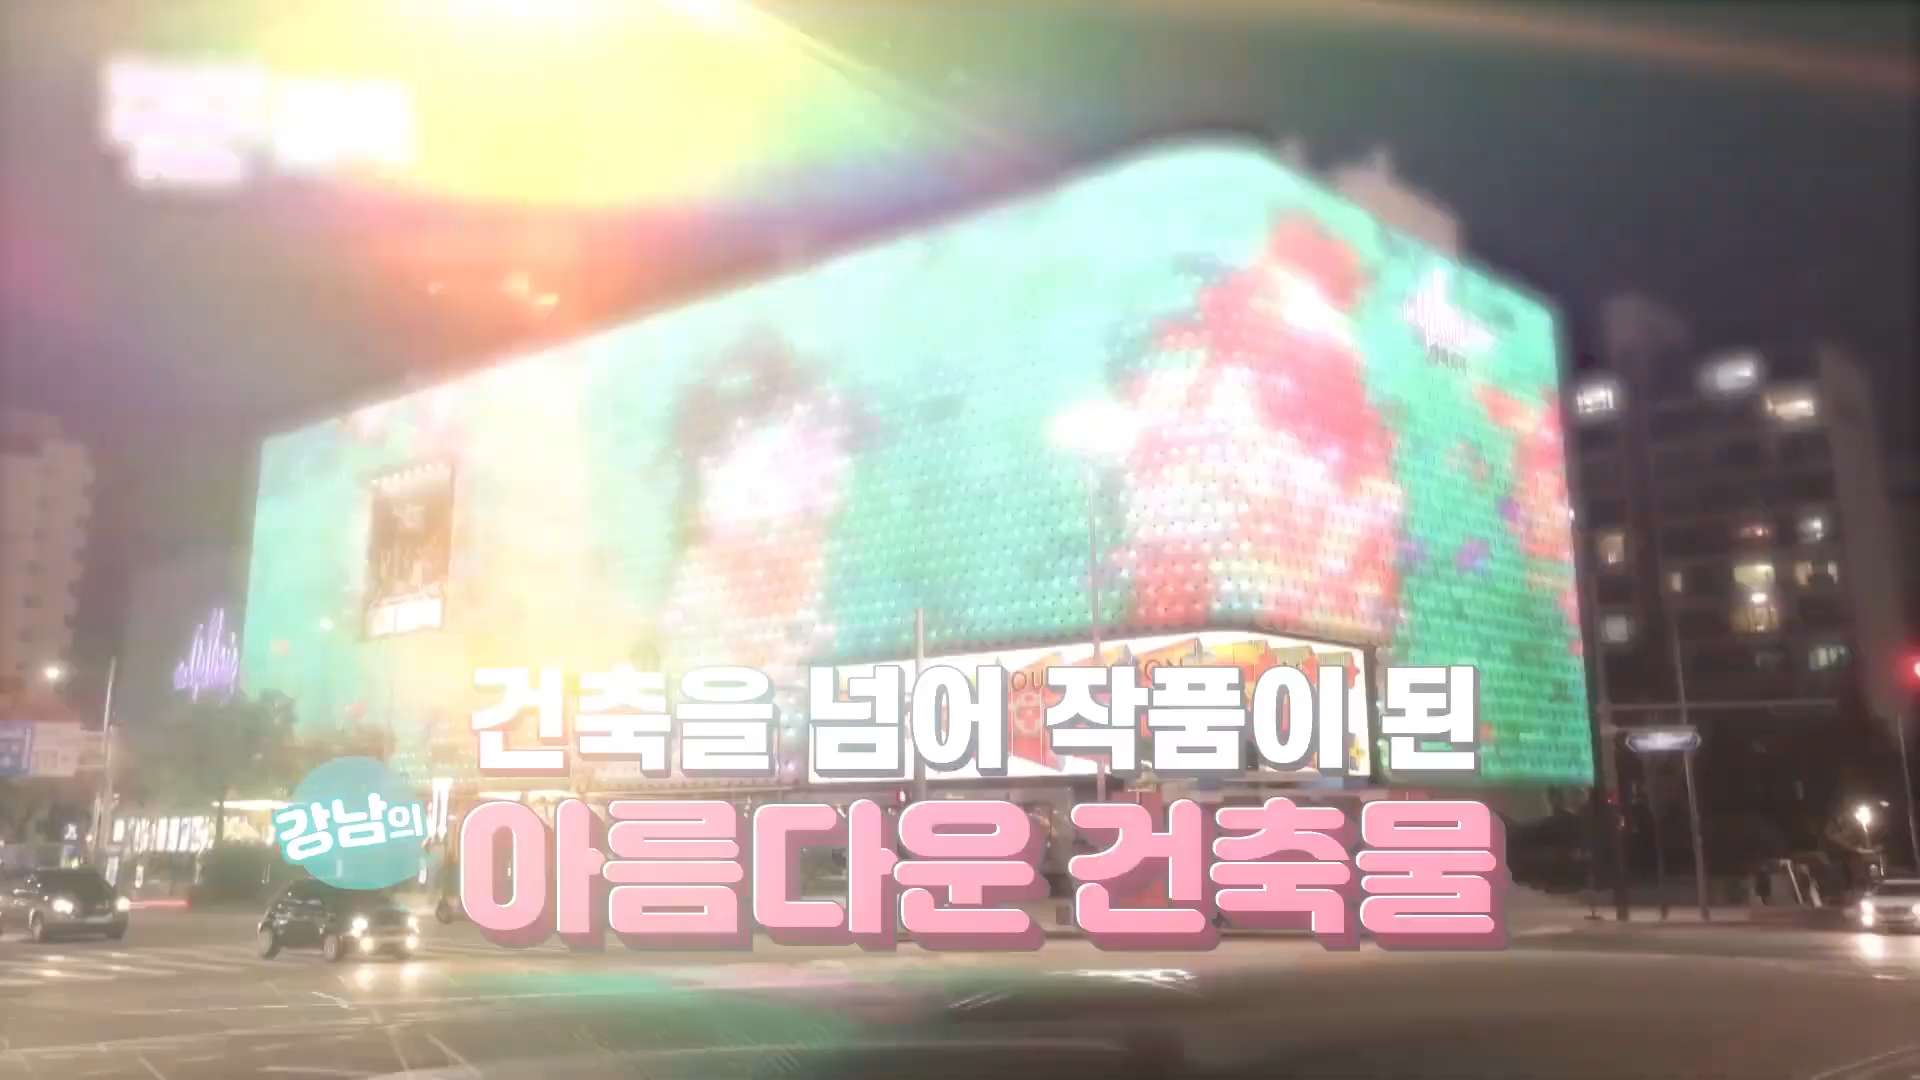 건축을 넘어 작품이 된
강남의
아름다운 건축물